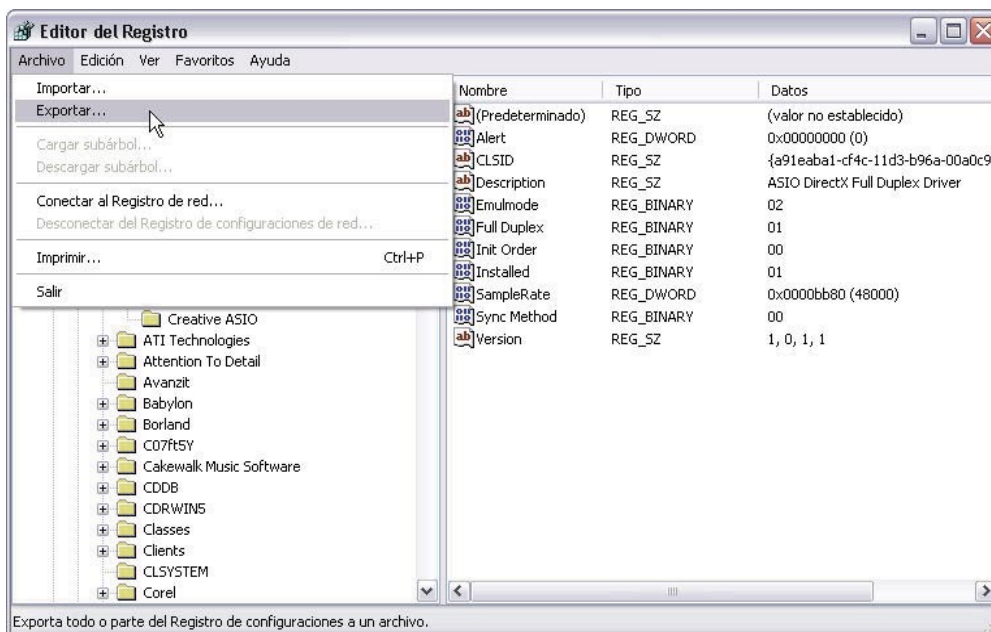 Editor del Registro
Archivo Edición Ver Favoritos Ayuda
Importar...
Exportar...
Cargar subárbol...
Descargar subárbol...
Conectar al Registro de red...
Desconectar del Registro de configuraciones de red...
Imprimir... Ctrl+P
Salir
Creative ASIO
ATI Technologies
Attention To Detail
Avanzit
Babylon
Borland
C07ft5Y
Cakewalk Music Software
CDDB
CDRWIN5
Classes
Clients
CLSYSTEM
Corel
Nombre Tipo Datos
(Predeterminado) REG_SZ (valor no establecido)
Alert REG_DWORD 0x00000000 (0)
CLSID REG_SZ {a91eaba1-cf4c-11d3-b96a-00a0c9
Description REG_SZ ASIO DirectX Full Duplex Driver
Emulmode REG_BINARY 02
Full Duplex REG_BINARY 01
Init Order REG_BINARY 00
Installed REG_BINARY 01
SampleRate REG_DWORD 0x0000bb80 (48000)
Sync Method REG_BINARY 00
Version REG_SZ 1, 0, 1, 1
Exporta todo o parte del Registro de configuraciones a un archivo.